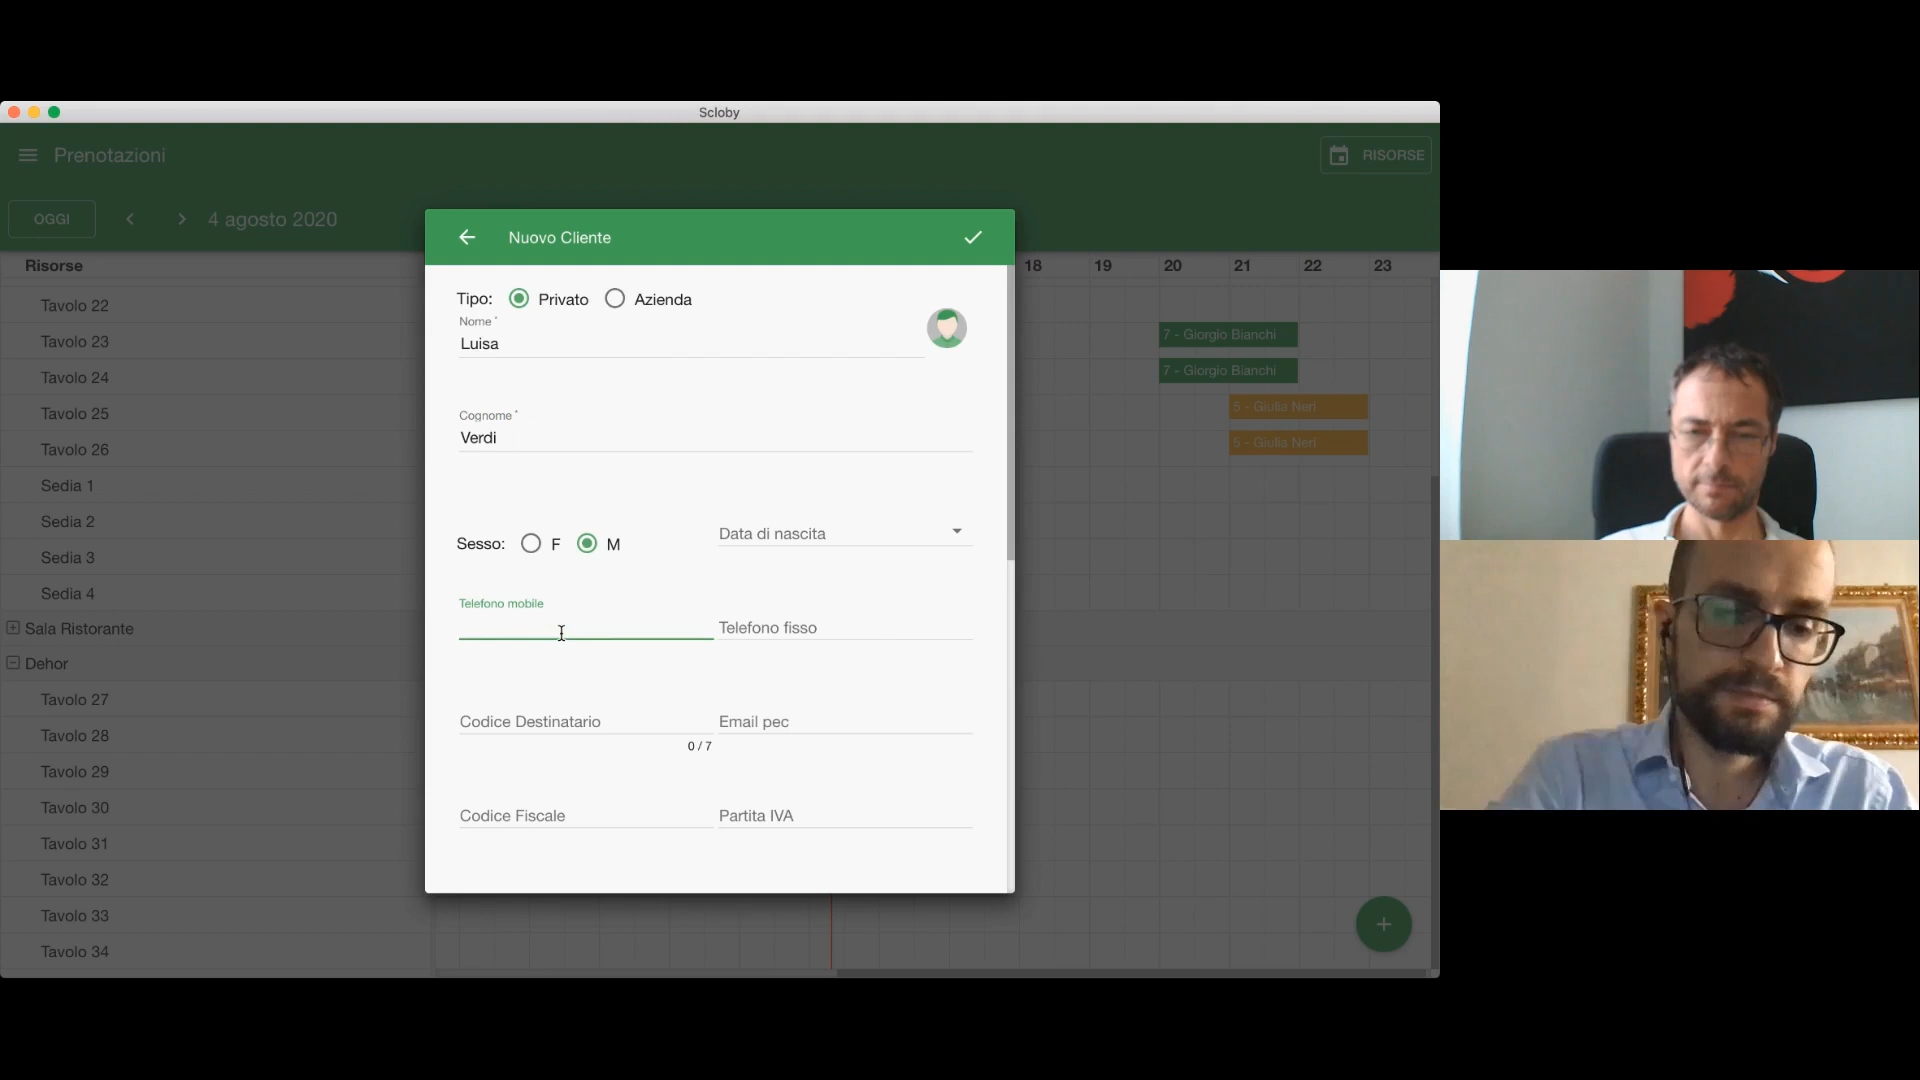 Scloby
Prenotazioni
RISORSE
OGGI
4 agosto 2020
Nuovo Cliente
Risorse
18 19 20 21 22 23
Tipo: Privato Azienda
Nome *
Luisa
Cognome *
Verdi
Sesso: F M
Data di nascita
Telefono mobile
Telefono fisso
Codice Destinatario
0 / 7
Email pec
Codice Fiscale
Partita IVA
Tavolo 22
Tavolo 23
7 - Giorgio Bianchi
Tavolo 24
7 - Giorgio Bianchi
Tavolo 25
5 - Giulia Neri
Tavolo 26
5 - Giulia Neri
Sedia 1
Sedia 2
Sedia 3
Sedia 4
Sala Ristorante
Dehor
Tavolo 27
Tavolo 28
Tavolo 29
Tavolo 30
Tavolo 31
Tavolo 32
Tavolo 33
Tavolo 34